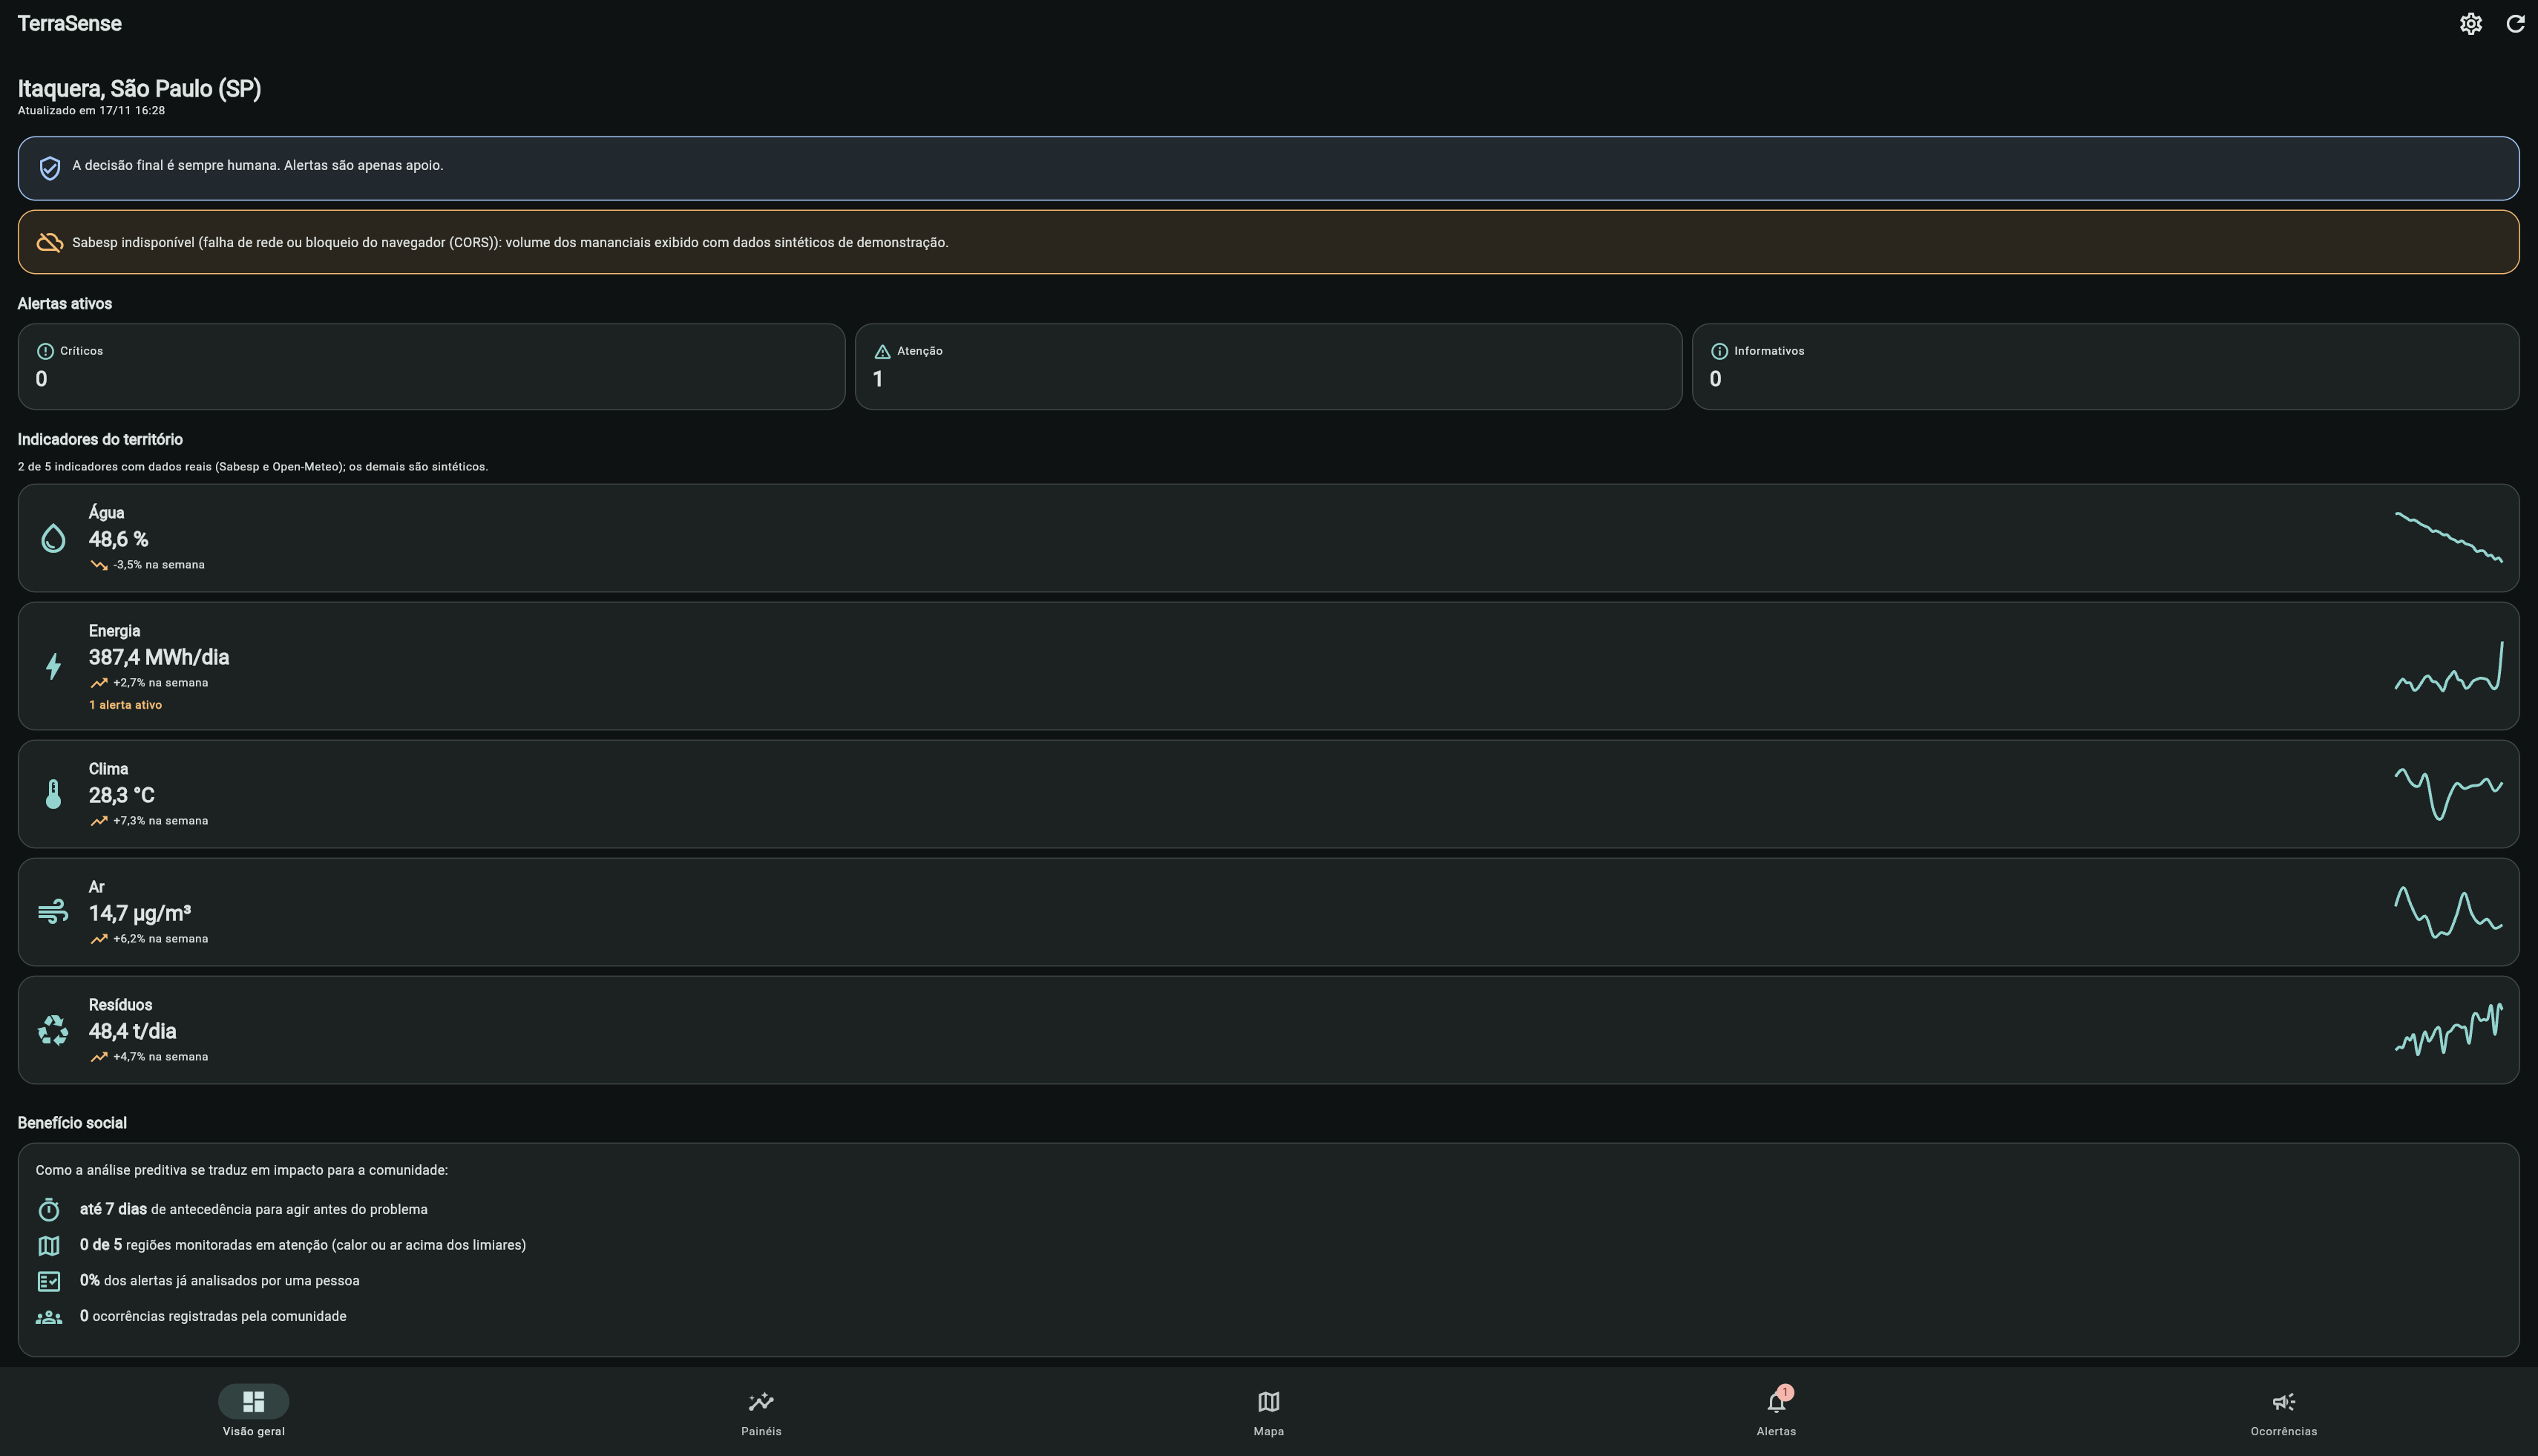 TerraSense
Itaquera, São Paulo (SP)
Atualizado em 17/11 16:28
A decisão final é sempre humana. Alertas são apenas apoio.
Sabesp indisponível (falha de rede ou bloqueio do navegador (CORS)): volume dos mananciais exibido com dados sintéticos de demonstração.
Alertas ativos
Críticos
0
Atenção
1
Informativos
0
Indicadores do território
2 de 5 indicadores com dados reais (Sabesp e Open-Meteo); os demais são sintéticos.
Água
48,6 %
-3,5% na semana
Energia
387,4 MWh/dia
+2,7% na semana
1 alerta ativo
Clima
28,3 °C
+7,3% na semana
Ar
14,7 µg/m³
+6,2% na semana
Resíduos
48,4 t/dia
+4,7% na semana
Benefício social
Como a análise preditiva se traduz em impacto para a comunidade:
até 7 dias de antecedência para agir antes do problema
0 de 5 regiões monitoradas em atenção (calor ou ar acima dos limiares)
0% dos alertas já analisados por uma pessoa
0 ocorrências registradas pela comunidade
Visão geral
Painéis
Mapa
1
Alertas
Ocorrências